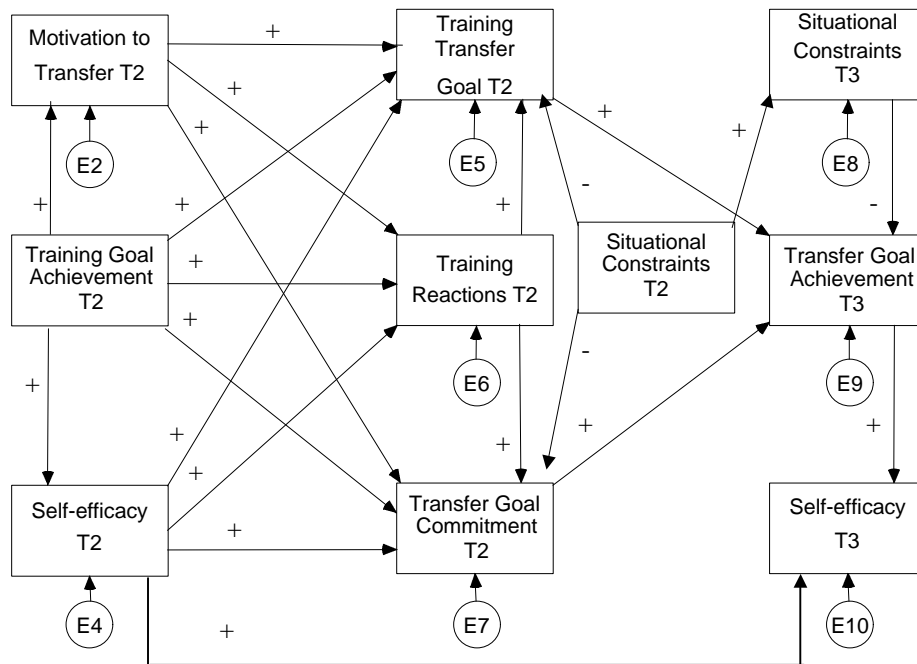 Motivation to
Transfer T2
Training
Transfer
Goal T2
Situational
Constraints
T3
+
+
+
+
+
-
E2
E5
E8
+
+
+
-
Training Goal
Achievement
T2
Training
Reactions T2
Situational
Constraints
T2
Transfer Goal
Achievement
T3
+
+
+
-
E6
E9
+
+
+
+
+
+
Self-efficacy
T2
Transfer Goal
Commitment
T2
Self-efficacy
T3
+
E4
E7
E10
+